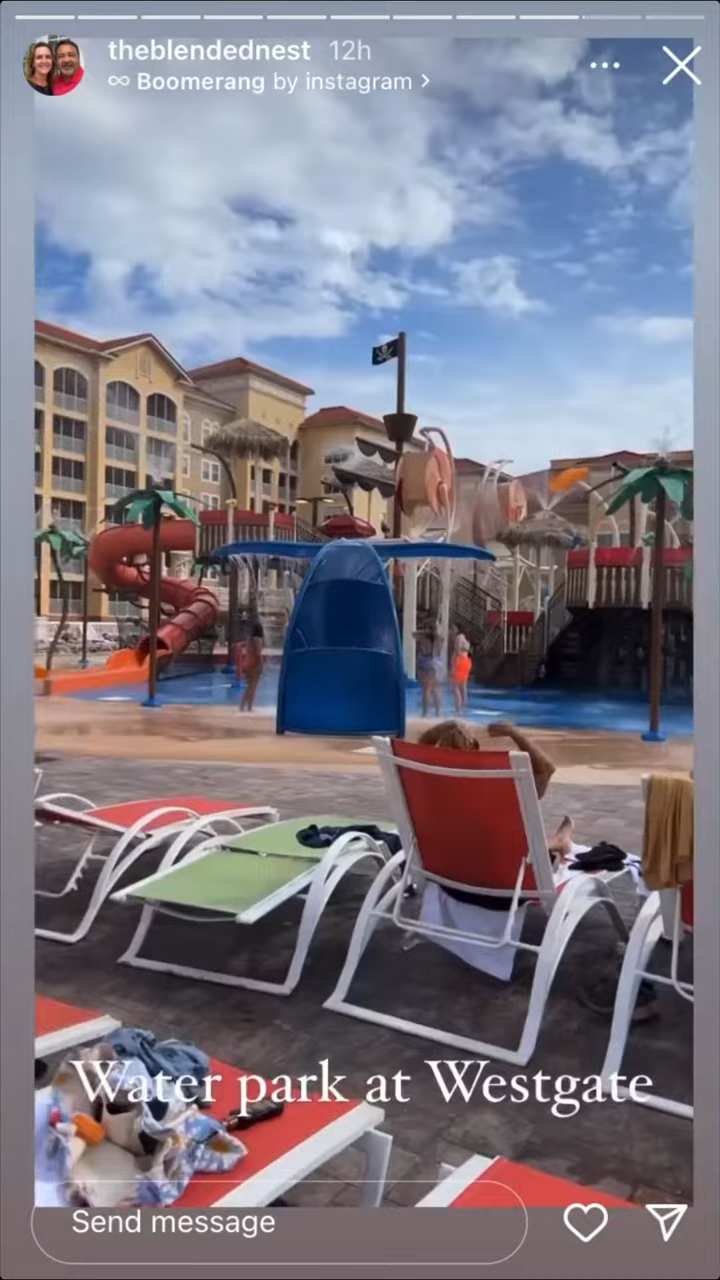 theblendednest 12h
Boomerang by instagram
Water park at Westgate
Send message